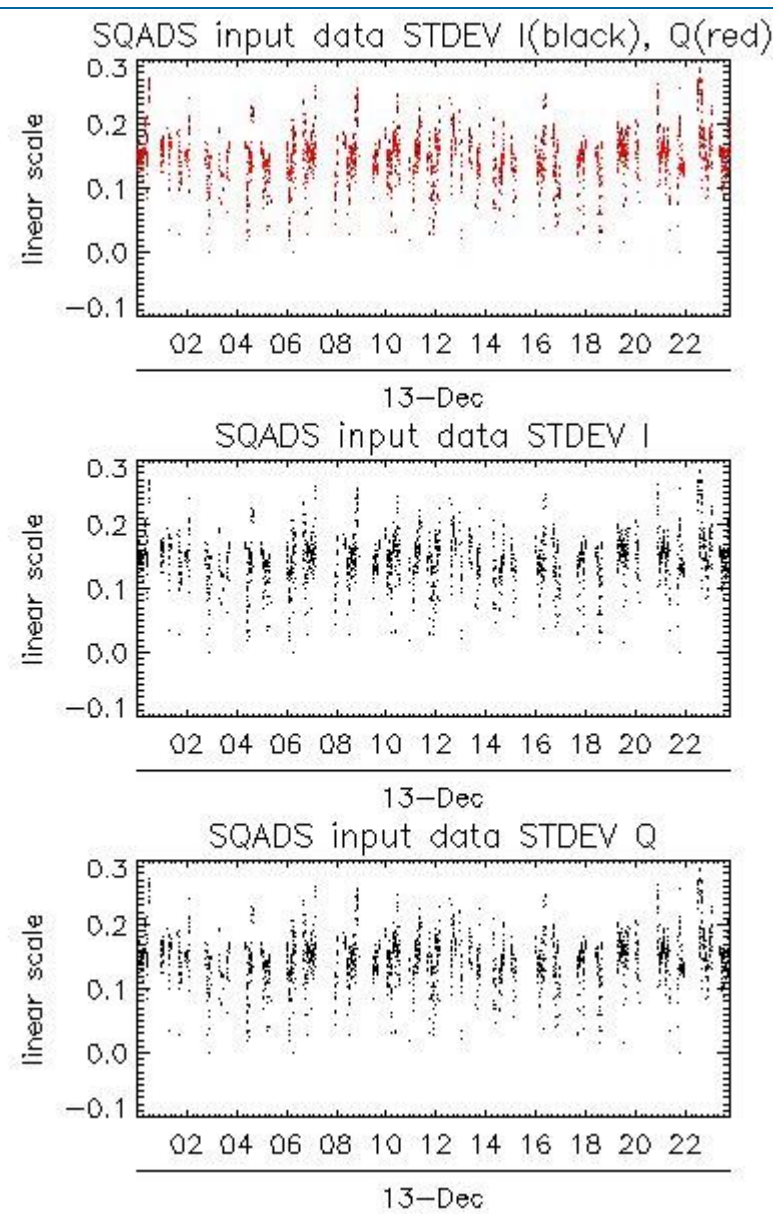 SQADS input data STDEV I(black), Q(red)
0.3
0.2
0.1
0.0
-0.1
linear scale
02 04 06 08 10 12 14 16 18 20 22
13-Dec
SQADS input data STDEV I
0.3
0.2
0.1
0.0
-0.1
linear scale
02 04 06 08 10 12 14 16 18 20 22
13-Dec
SQADS input data STDEV Q
0.3
0.2
0.1
0.0
-0.1
linear scale
02 04 06 08 10 12 14 16 18 20 22
13-Dec